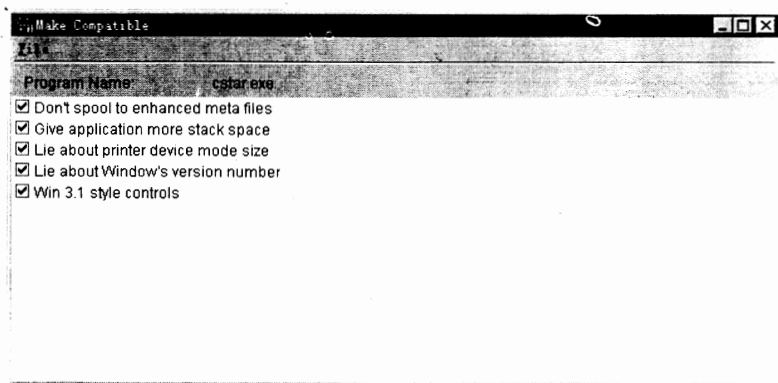 Make Compatible
File
Program Name: cstar.exe
Don't spool to enhanced meta files
Give application more stack space
Lie about printer device mode size
Lie about Window's version number
Win 3.1 style controls